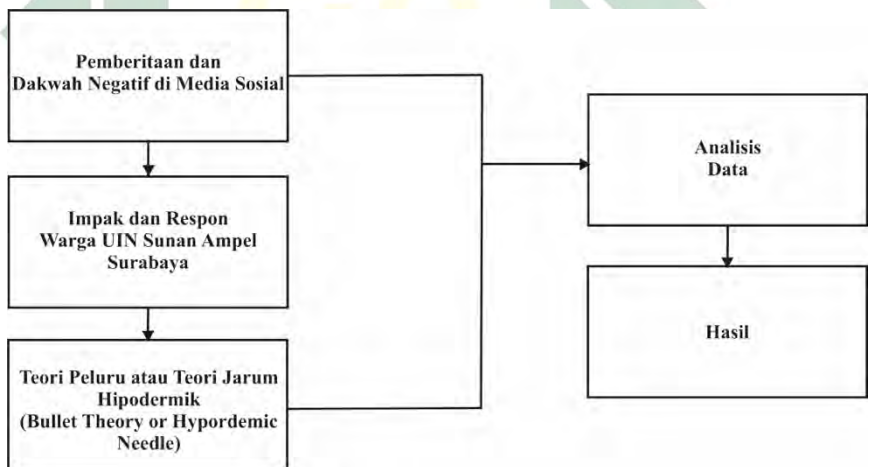 Pemberitaan dan
Dakwah Negatif di Media Sosial
Impak dan Respon
Warga UIN Sunan Ampel
Surabaya
Teori Peluru atau Teori Jarum
Hipodermik
(Bullet Theory or Hypordemic
Needle)
Analisis
Data
Hasil